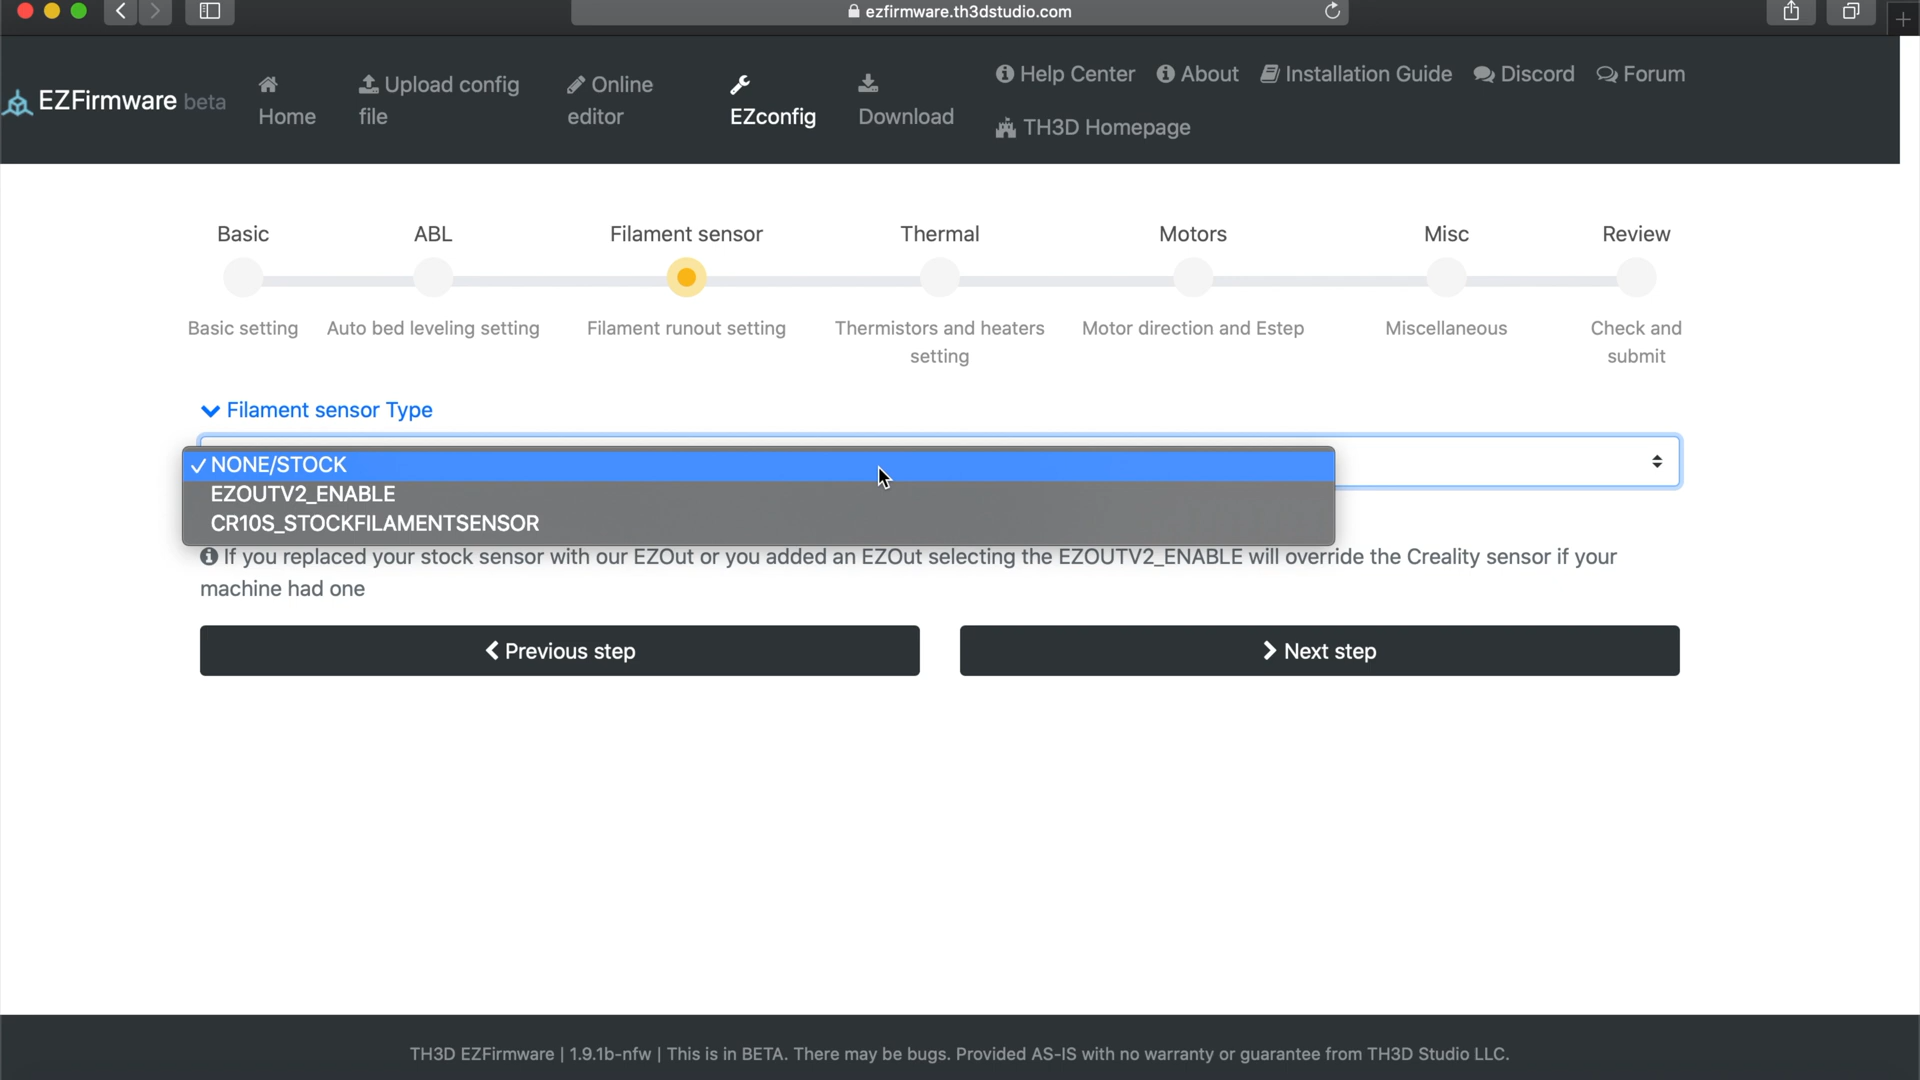 ezfirmware.th3dstudio.com
EZFirmware beta
Home
Upload config
file
Online
editor
EZconfig
Download
Help Center
About
Installation Guide
Discord
Forum
TH3D Homepage
Basic
ABL
Filament sensor
Thermal
Motors
Misc
Review
Basic setting
Auto bed leveling setting
Filament runout setting
Thermistors and heaters
setting
Motor direction and Estep
Miscellaneous
Check and
submit
Filament sensor Type
NONE/STOCK
EZOUTV2_ENABLE
CR10S_STOCKFILAMENTSENSOR
If you replaced your stock sensor with our EZOut or you added an EZOut selecting the EZOUTV2_ENABLE will override the Creality sensor if your
machine had one
Previous step
Next step
TH3D EZFirmware | 1.9.1b-nfw | This is in BETA. There may be bugs. Provided AS-IS with no warranty or guarantee from TH3D Studio LLC.